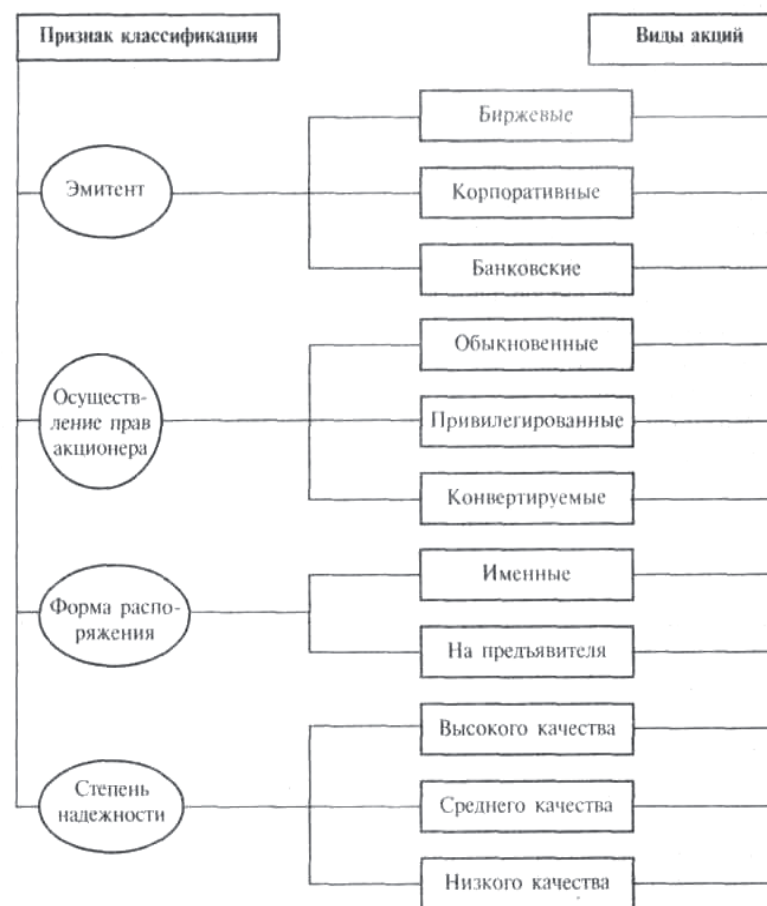 Признак классификации
Виды акций
Эмитент
Биржевые
Корпоративные
Банковские
Осуществ-
ление прав
акционера
Обыкновенные
Привилегированные
Конвертируемые
Форма распо-
ряжения
Именные
На предъявителя
Степень
надежности
Высокого качества
Среднего качества
Низкого качества